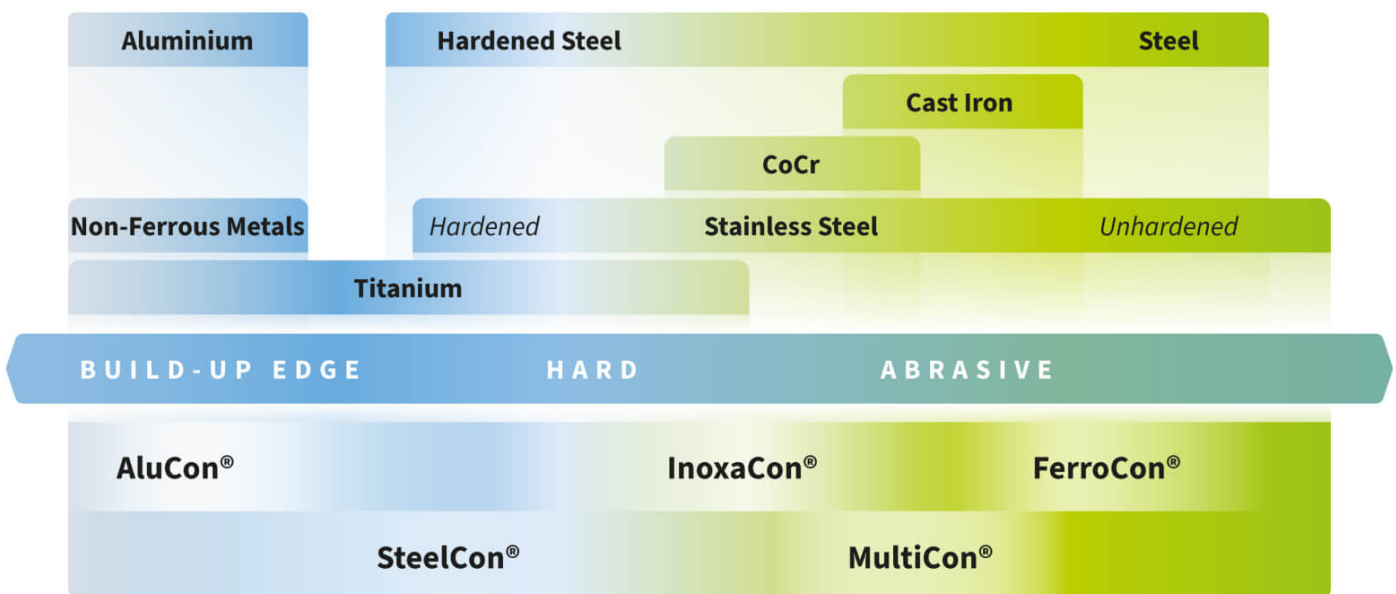 Aluminium
Hardened Steel
Steel
Cast Iron
CoCr
Non-Ferrous Metals
Hardened
Stainless Steel
Unhardened
Titanium
BUILD-UP EDGE
HARD
ABRASIVE
AluCon®
InoxaCon®
FerroCon®
SteelCon®
MultiCon®